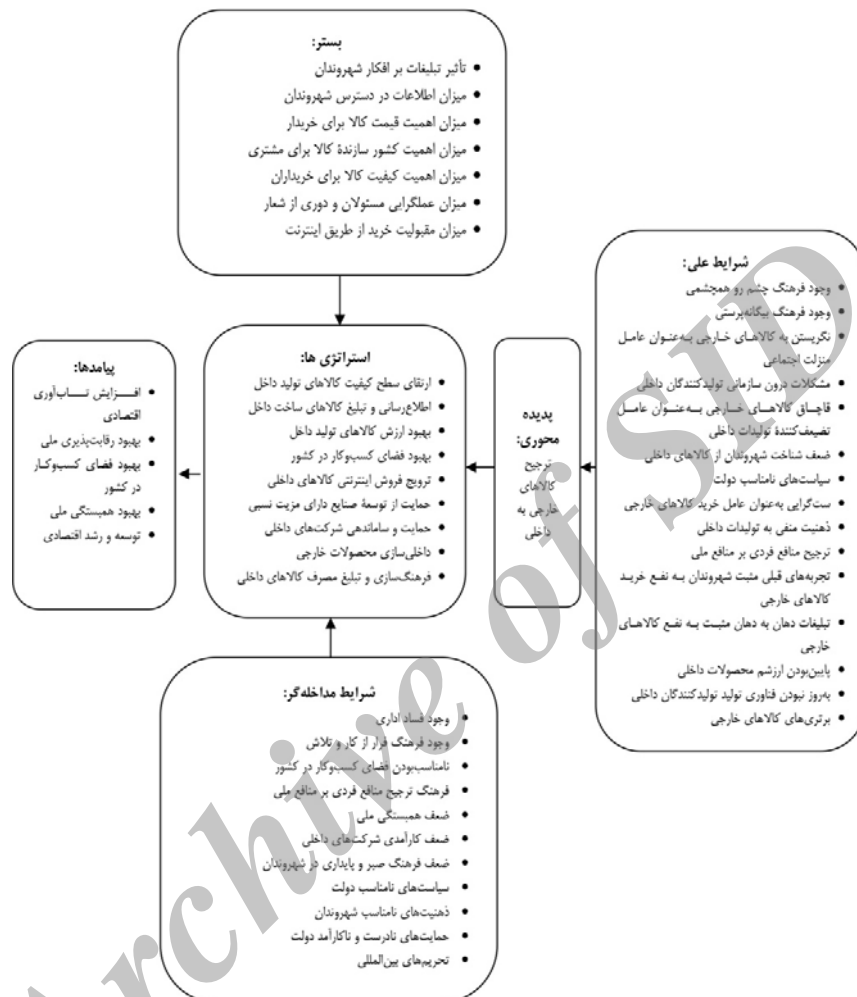 بستر:
تأثیر تبلیغات بر افکار شهروندان
میزان اطلاعات در دسترس شهروندان
میزان اهمیت قیمت کالا برای خریدار
میزان اهمیت کشور سازندۀ کالا برای مشتری
میزان اهمیت کیفیت کالا برای خریداران
میزان عملگرایی مسئولان و دوری از شعار
میزان مقبولیت خرید از طریق اینترنت
شرایط علی:
وجود فرهنگ چشم رو همچشمی
وجود فرهنگ بیگانه‌پرستی
نگریستن به کالاهای خارجی به‌عنوان عامل
منزلت اجتماعی
مشکلات درون سازمانی تولیدکنندگان داخلی
قاچاق کالاهای خارجی به‌عنوان عامل
تضیعف‌کنندۀ تولیدات داخلی
ضعف شناخت شهروندان از کالاهای داخلی
سیاست‌های نامناسب دولت
ست‌گرایی به‌عنوان عامل خرید کالاهای خارجی
ذهنیت منفی به تولیدات داخلی
ترجیح منافع فردی بر منافع ملی
تجربه‌های قبلی مثبت شهروندان به نفع خرید
کالاهای خارجی
تبلیغات دهان به دهان مثبت به نفع کالاهای
خارجی
پایین‌بودن ارزشم محصولات داخلی
به‌روز نبودن فناوری تولید تولیدکنندگان داخلی
برتری‌های کالاهای خارجی
پدیده
محوری:
ترجیح
کالاهای
خارجی به
داخلی
استراتژی ها:
ارتقای سطح کیفیت کالاهای تولید داخل
اطلاع‌رسانی و تبلیغ کالاهای ساخت داخل
بهبود ارزش کالاهای تولید داخل
بهبود فضای کسب‌وکار در کشور
ترویج فروش اینترنتی کالاهای داخلی
حمایت از توسعۀ صنایع دارای مزیت نسبی
حمایت و ساماندهی شرکت‌های داخلی
داخلی‌سازی محصولات خارجی
فرهنگ‌سازی و تبلیغ مصرف کالاهای داخلی
پیامدها:
افزایش تاب‌آوری
اقتصادی
بهبود رقابت‌پذیری ملی
بهبود فضای کسب‌وکار
در کشور
بهبود همبستگی ملی
توسعه و رشد اقتصادی
شرایط مداخله‌گر:
وجود فساد اداری
وجود فرهنگ فرار از کار و تلاش
نامناسب‌بودن فضای کسب‌وکار در کشور
فرهنگ ترجیح منافع فردی بر منافع ملی
ضعف همبستگی ملی
ضعف کارآمدی شرکت‌های داخلی
ضعف فرهنگ صبر و پایداری در شهروندان
سیاست‌های نامناسب دولت
ذهنیت‌های نامناسب شهروندان
حمایت‌های نادرست و ناکارآمد دولت
تحریم‌های بین‌المللی
Archive of SID